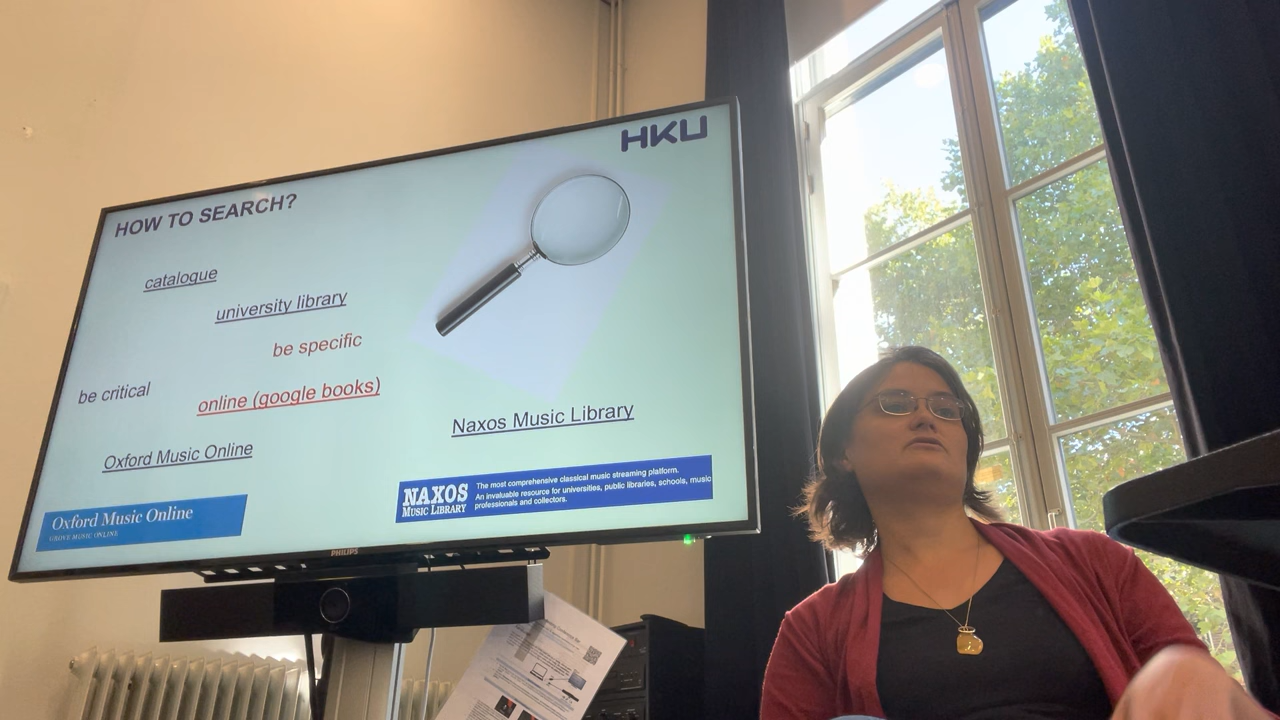 HKU
HOW TO SEARCH?
catalogue
university library
be specific
be critical
online (google books)
Naxos Music Library
Oxford Music Online
NAXOS
MUSIC LIBRARY
The most comprehensive classical music streaming platform.
An invaluable resource for universities, public libraries, schools, music
professionals and collectors.
Oxford Music Online
GROVE MUSIC ONLINE
PHILIPS